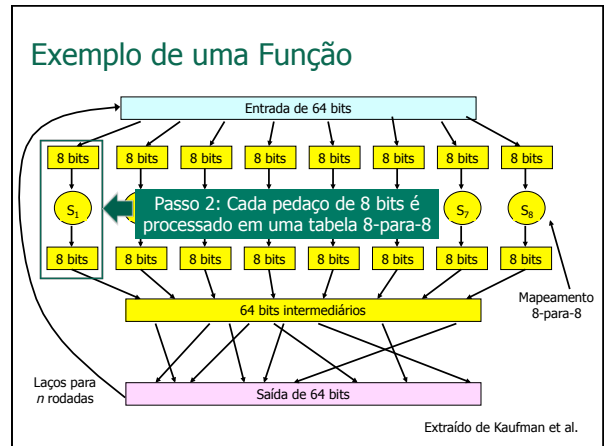 Exemplo de uma Função
Entrada de 64 bits
8 bits 8 bits 8 bits 8 bits 8 bits 8 bits 8 bits 8 bits
S1 S7 S8
Passo 2: Cada pedaço de 8 bits é
processado em uma tabela 8-para-8
8 bits 8 bits 8 bits 8 bits 8 bits 8 bits 8 bits 8 bits
Mapeamento
8-para-8
64 bits intermediários
Laços para
n rodadas
Saída de 64 bits
Extraído de Kaufman et al.